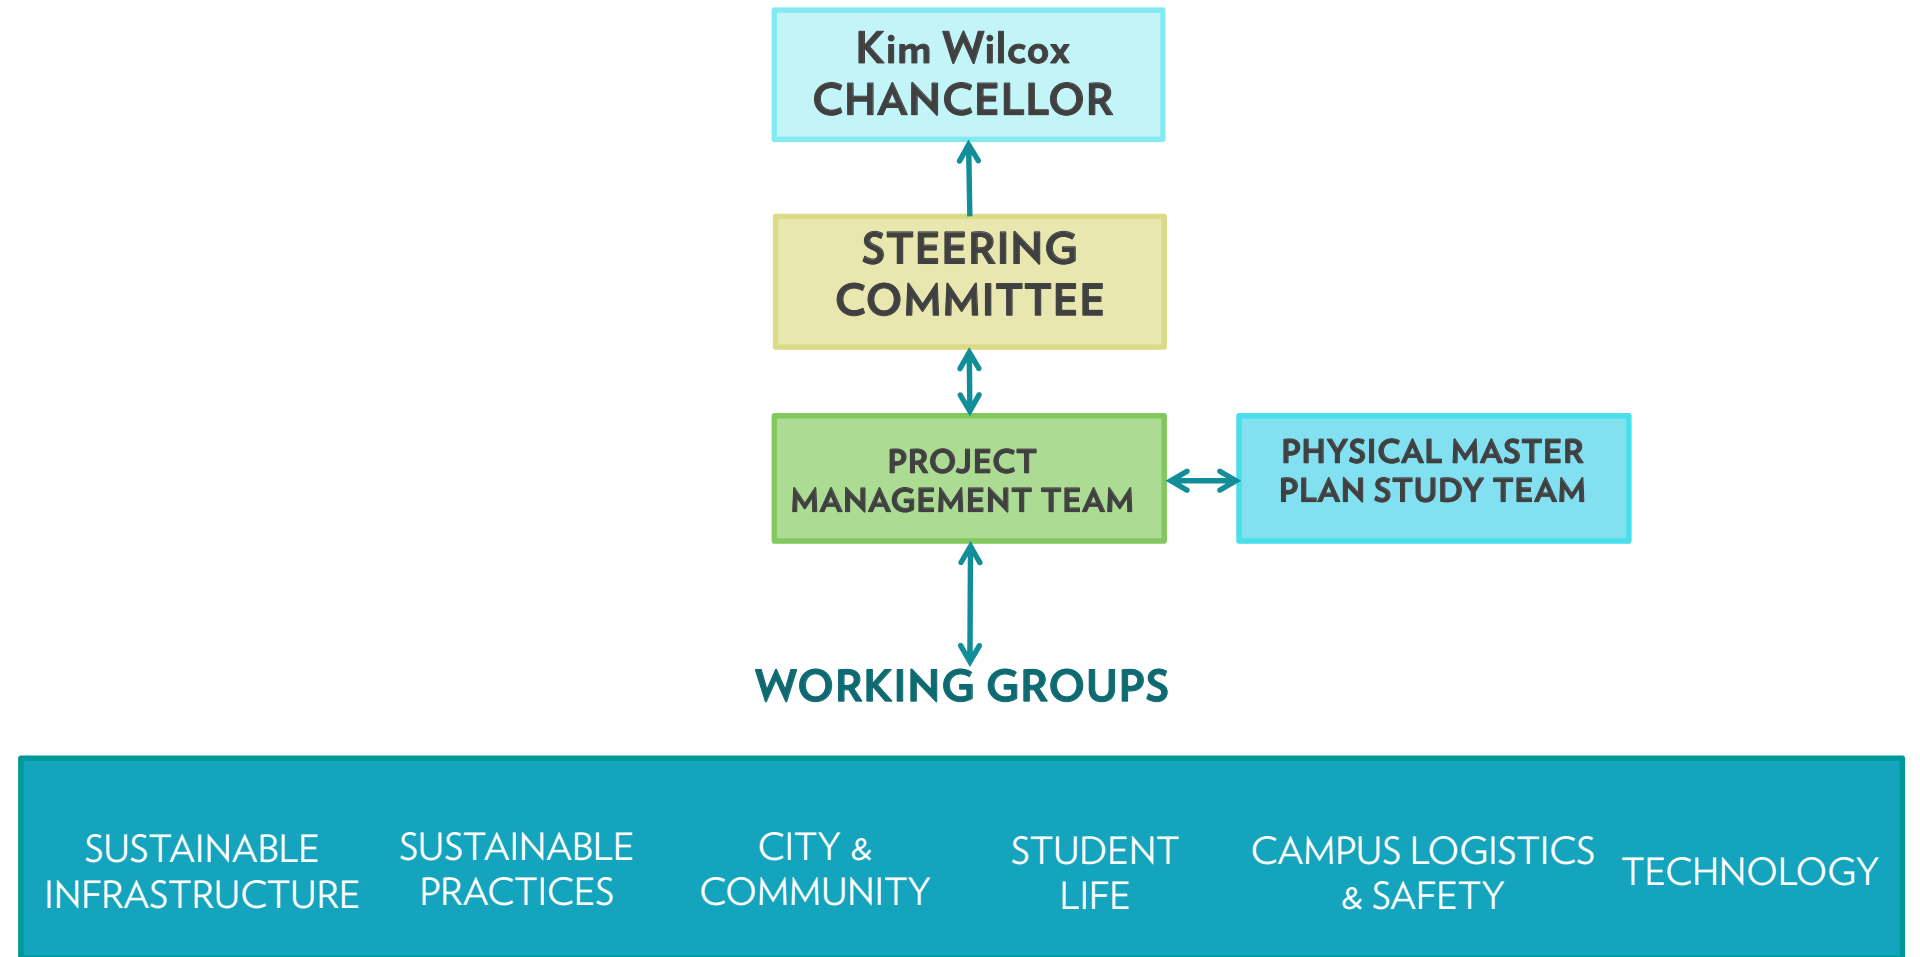 Kim Wilcox
CHANCELLOR
STEERING
COMMITTEE
PROJECT
MANAGEMENT TEAM
PHYSICAL MASTER
PLAN STUDY TEAM
WORKING GROUPS
SUSTAINABLE
INFRASTRUCTURE
SUSTAINABLE
PRACTICES
CITY &
COMMUNITY
STUDENT
LIFE
CAMPUS LOGISTICS
& SAFETY
TECHNOLOGY